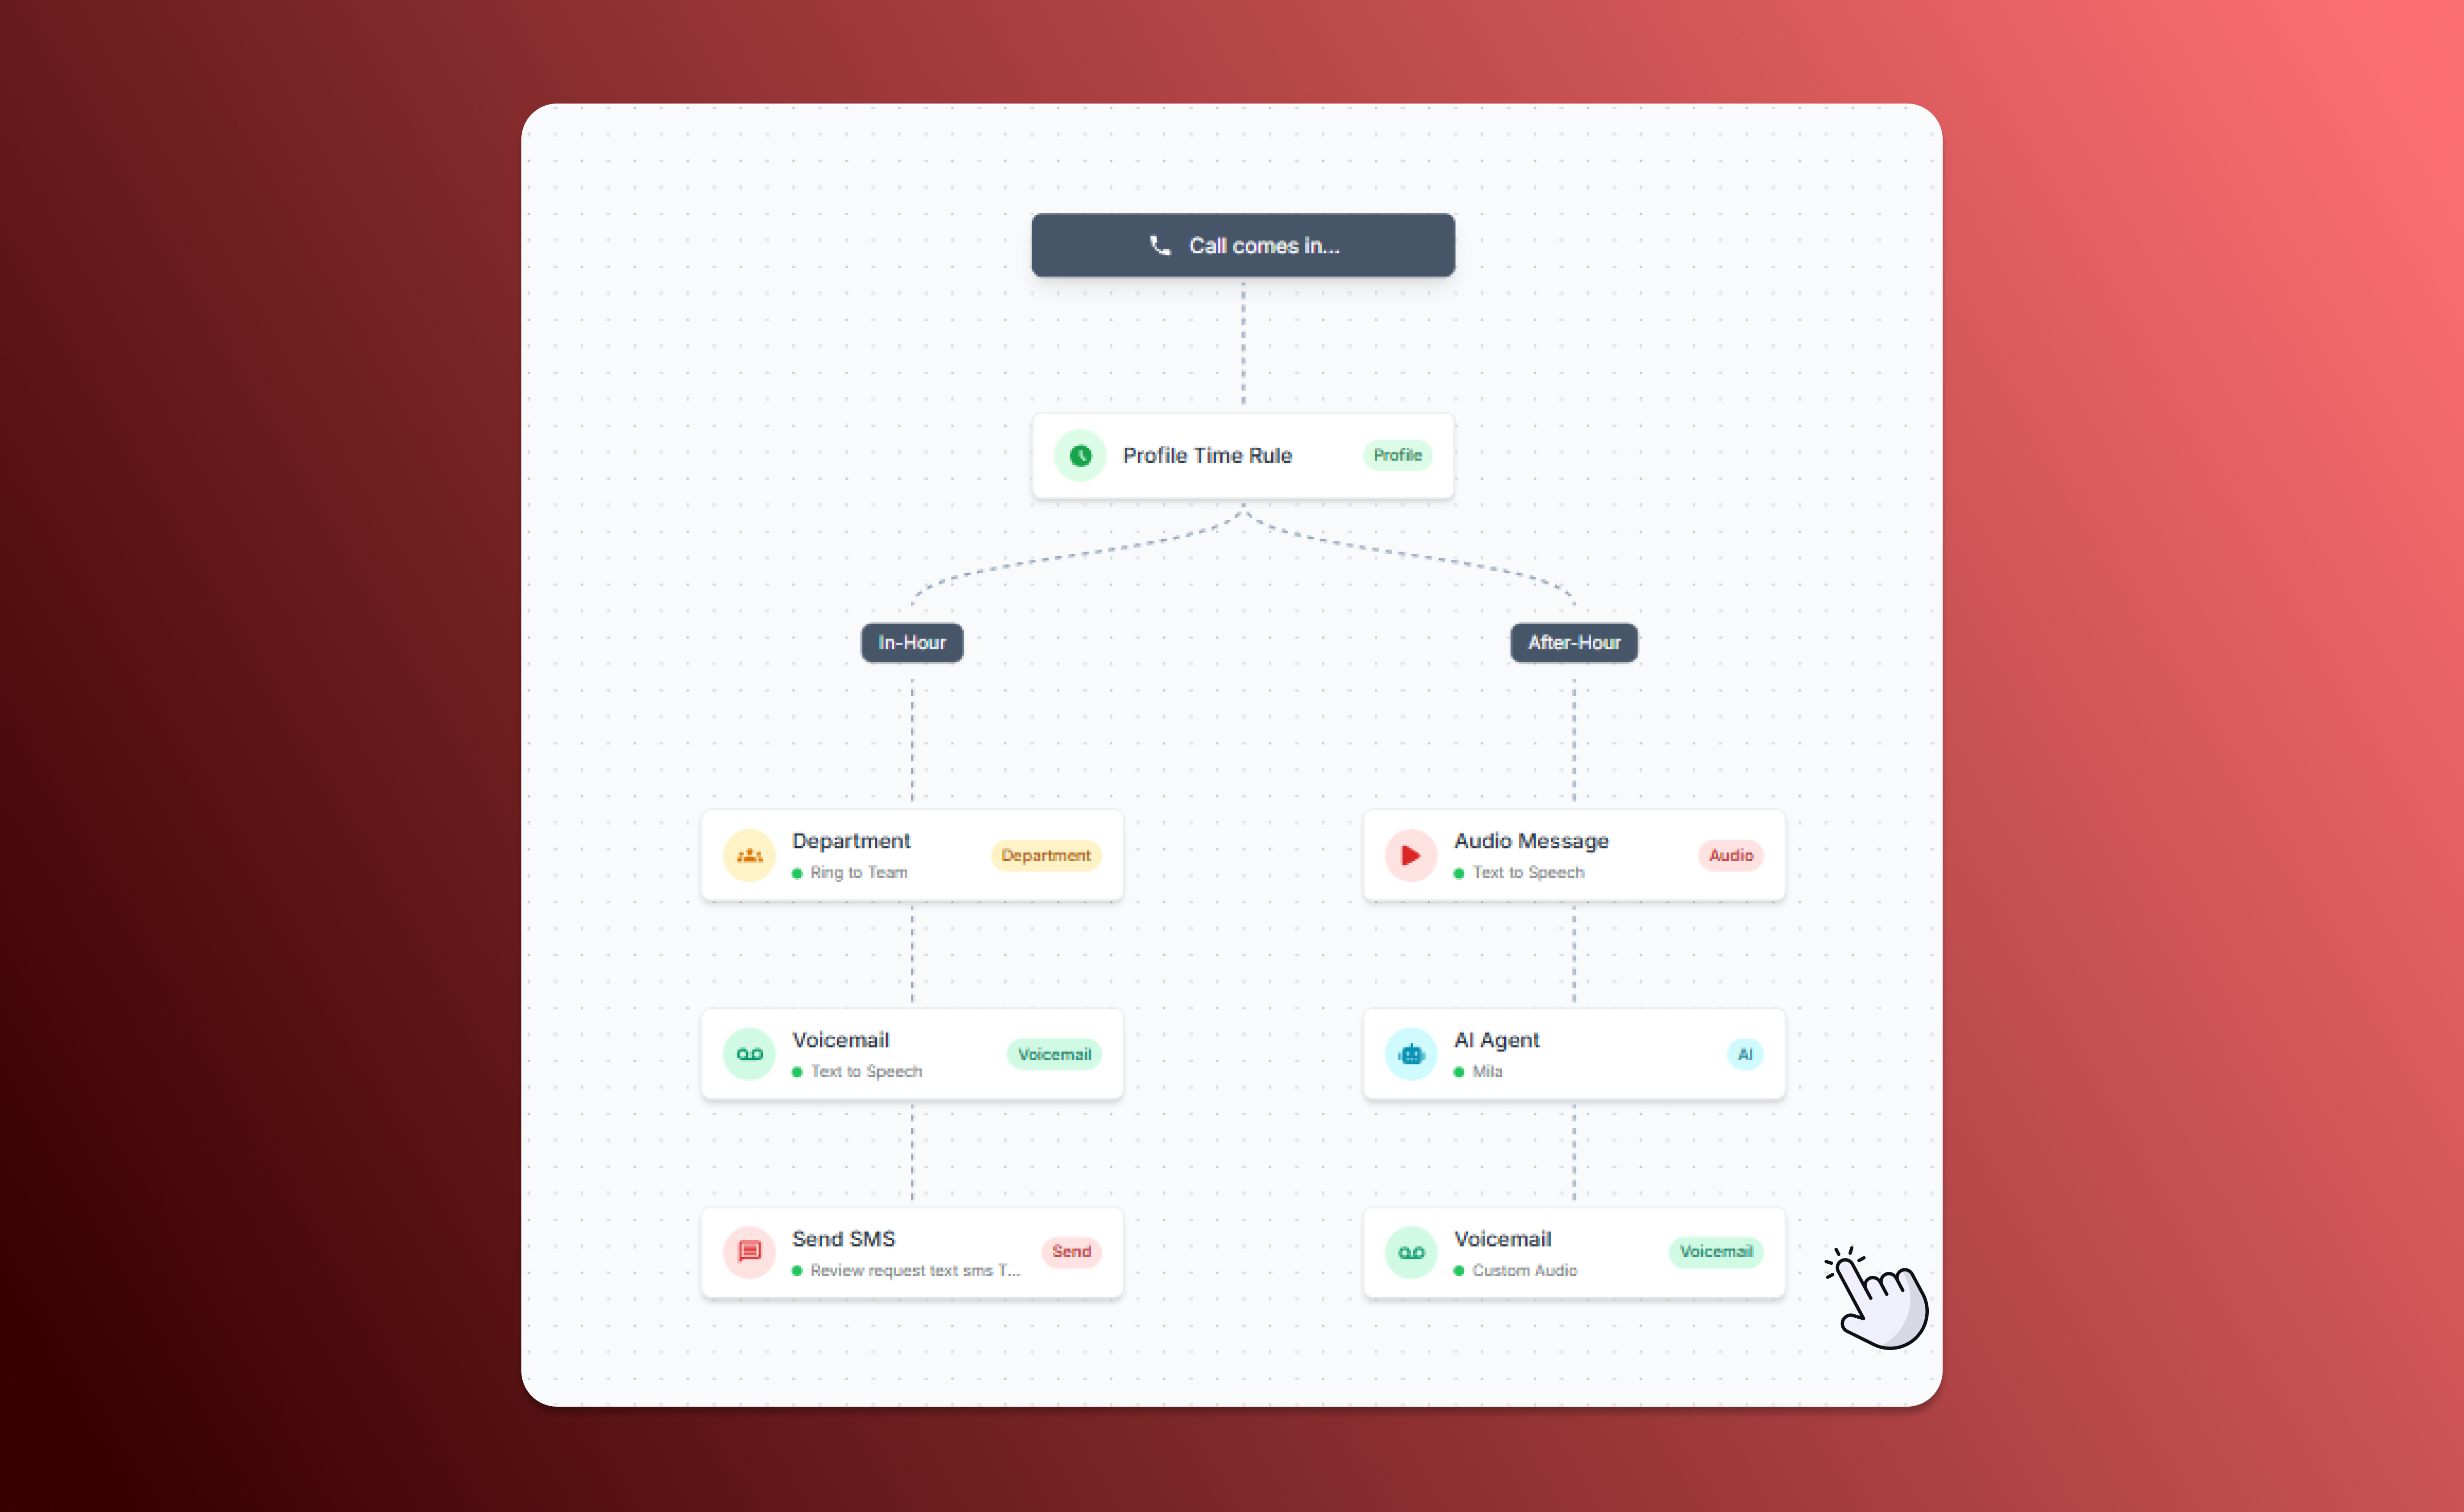 Call comes in...
Profile Time Rule
Profile
In-Hour
After-Hour
Department
Ring to Team
Department
Audio Message
Text to Speech
Audio
Voicemail
Text to Speech
Voicemail
AI Agent
Mila
AI
Send SMS
Review request text sms T...
Send
Voicemail
Custom Audio
Voicemail